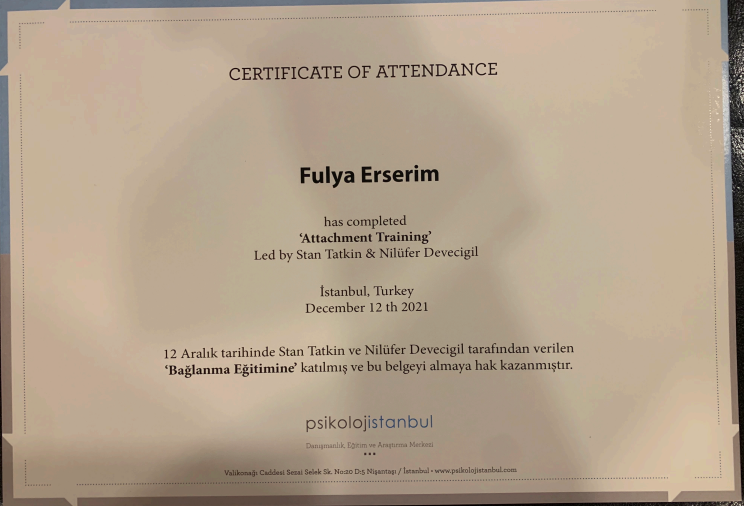 CERTIFICATE OF ATTENDANCE
Fulya Erserim
has completed
‘Attachment Training’
Led by Stan Tatkin & Nilüfer Devecigil
İstanbul, Turkey
December 12 th 2021
12 Aralık tarihinde Stan Tatkin ve Nilüfer Devecigil tarafından verilen
‘Bağlanma Eğitimine’ katılmış ve bu belgeyi almaya hak kazanmıştır.
psikolojistanbul
Danışmanlık, Eğitim ve Araştırma Merkezi
Valikonağı Caddesi Sezai Selek Sk. No:20 D:5 Nişantaşı / İstanbul • www.psikolojistanbul.com